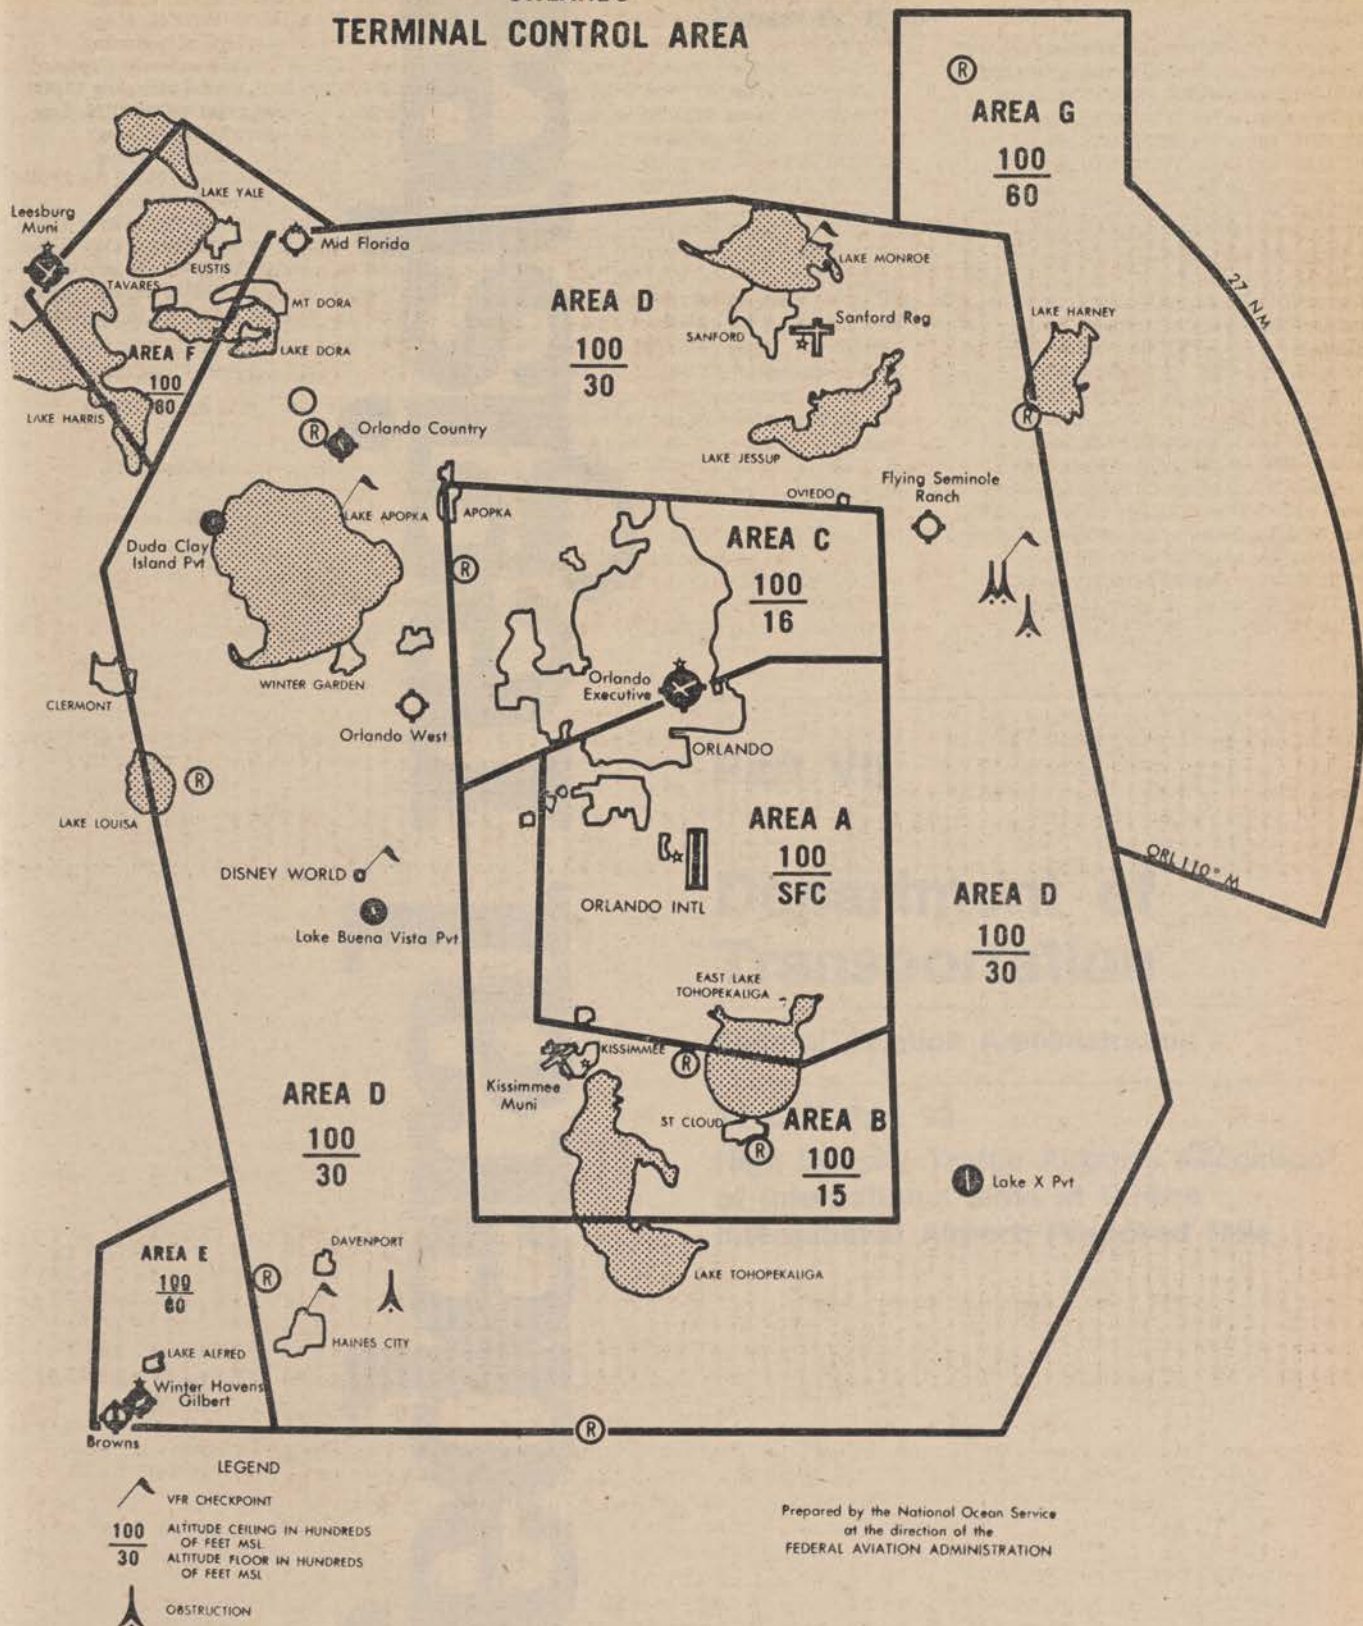 TERMINAL CONTROL AREA
R
AREA G
100
60
LAKE YALE
Leesburg
Muni
Mid Florida
EUSTIS
TAVARES
MT DORA
LAKE DORA
AREA F
100
60
LAKE HARRIS
AREA D
100
30
LAKE MONROE
SANFORD
Sanford Reg
LAKE HARNEY
27 NM
R
R
Orlando Country
LAKE JESSUP
Flying Seminole
Ranch
OVIEDO
LAKE APOPKA
APOPKA
Duda Clay
Island Pvt
R
AREA C
100
16
WINTER GARDEN
CLERMONT
Orlando West
Orlando
Executive
ORLANDO
R
LAKE LOUISA
AREA A
100
SFC
DISNEY WORLD
ORLANDO INTL
Lake Buena Vista Pvt
ORL 110° M
AREA D
100
30
EAST LAKE
TOHOPEKALIGA
KISSIMMEE
R
Kissimmee
Muni
ST CLOUD
R
AREA B
100
15
AREA D
100
30
Lake X Pvt
AREA E
100
60
R
DAVENPORT
HAINES CITY
LAKE TOHOPEKALIGA
LAKE ALFRED
Winter Havens
Gilbert
Browns
R
LEGEND
VFR CHECKPOINT
100 ALTITUDE CEILING IN HUNDREDS
OF FEET MSL
30 ALTITUDE FLOOR IN HUNDREDS
OF FEET MSL
OBSTRUCTION
Prepared by the National Ocean Service
at the direction of the
FEDERAL AVIATION ADMINISTRATION